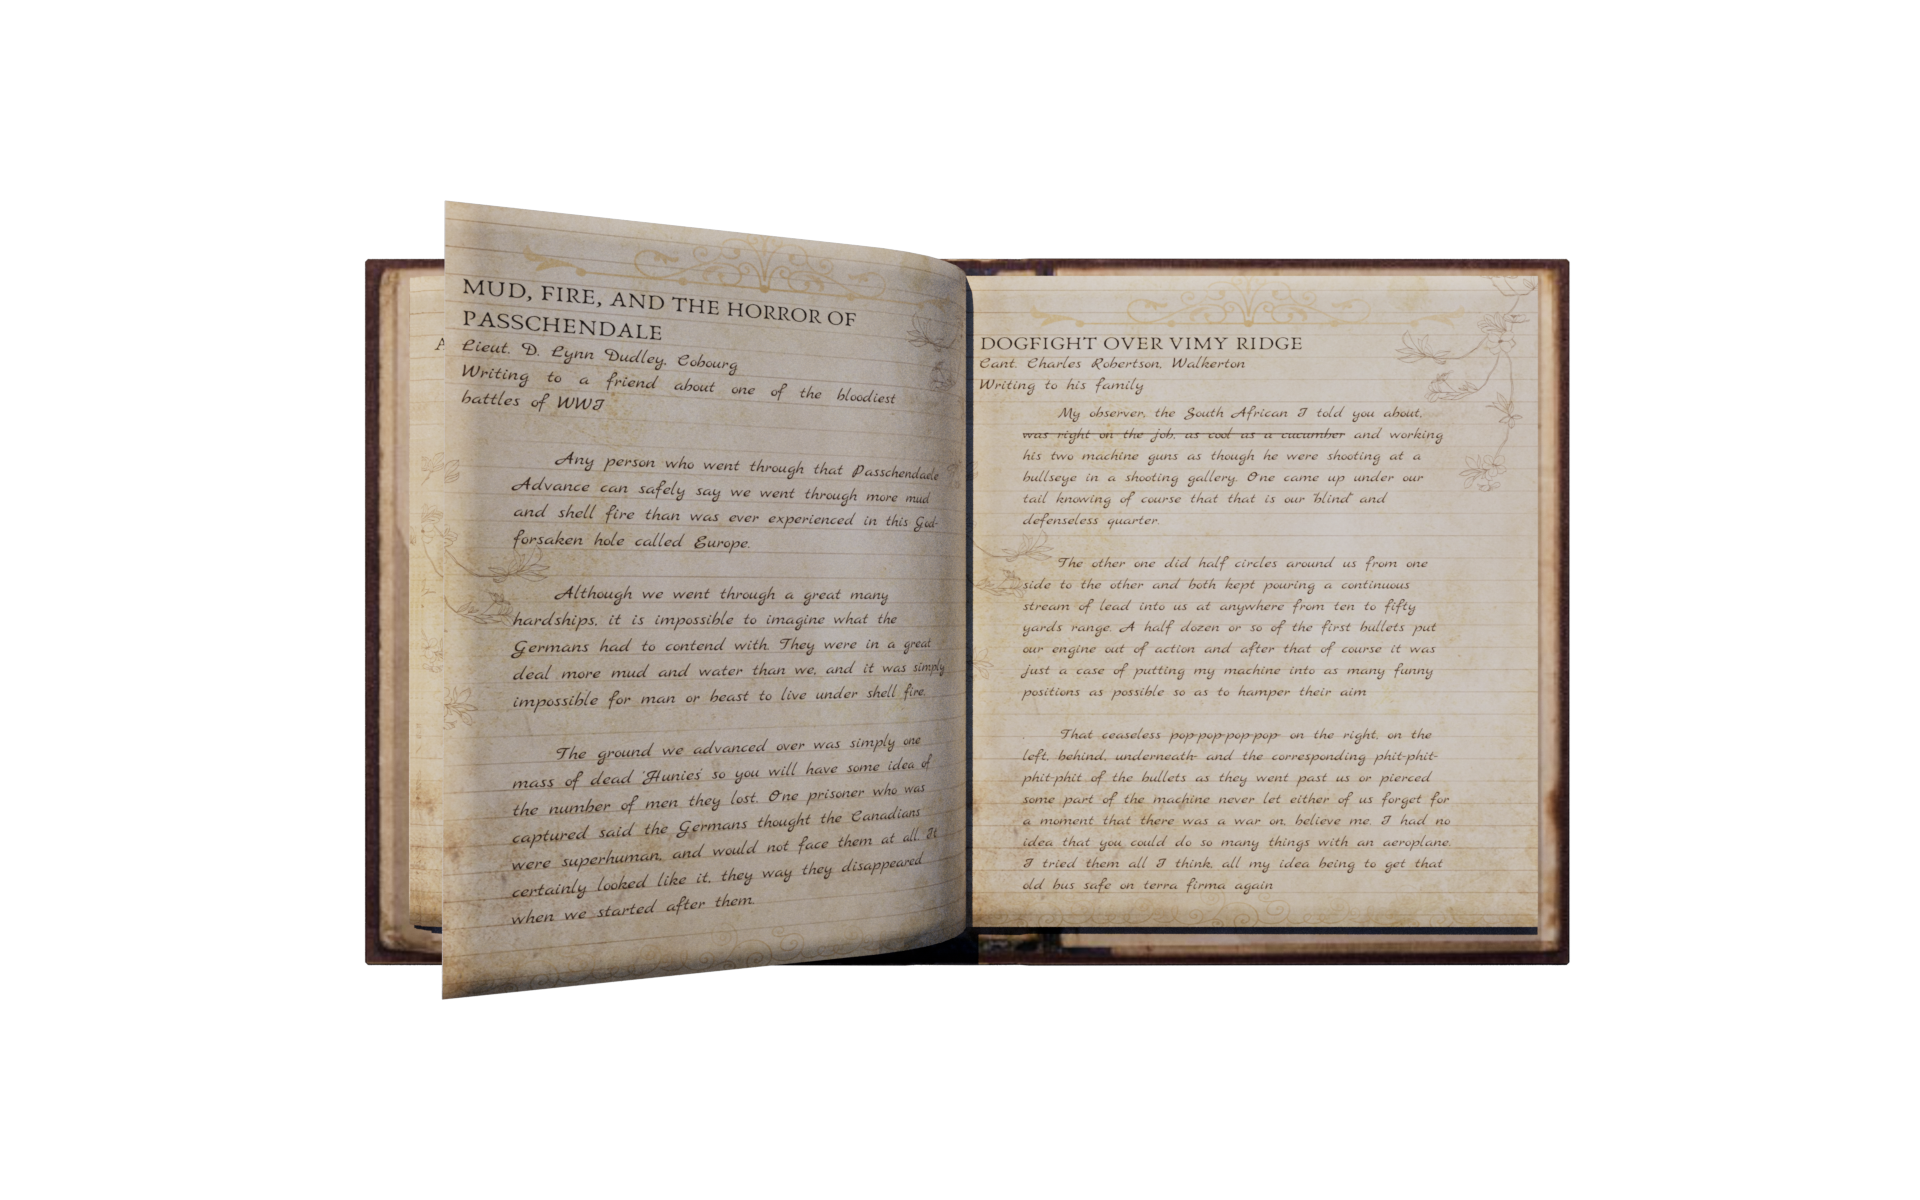 MUD, FIRE, AND THE HORROR OF
PASSCHENDALE
Lieut. D. Lynn Dudley, Cobourg
Writing to a friend about one of the bloodiest
battles of WWI
Any person who went through that Passchendaele
Advance can safely say we went through more mud
and shell fire than was ever experienced in this God-
forsaken hole called Europe.
Although we went through a great many
hardships, it is impossible to imagine what the
Germans had to contend with. They were in a great
deal more mud and water than we, and it was simply
impossible for man or beast to live under shell fire.
The ground we advanced over was simply one
mass of dead 'Hunies' so you will have some idea of
the number of men they lost. One prisoner who was
captured said the Germans thought the Canadians
were superhuman, and would not face them at all. It
certainly looked like it, they way they disappeared
when we started after them.
A
DOGFIGHT OVER VIMY RIDGE
Cant. Charles Robertson, Walkerton
Writing to his family
My observer, the South African I told you about,
was right on the job, as cool as a cucumber and working
his two machine guns as though he were shooting at a
bullseye in a shooting gallery. One came up under our
tail knowing of course that that is our 'blind' and
defenseless quarter.
The other one did half circles around us from one
side to the other and both kept pouring a continuous
stream of lead into us at anywhere from ten to fifty
yards range. A half dozen or so of the first bullets put
our engine out of action and after that of course it was
just a case of putting my machine into as many funny
positions as possible so as to hamper their aim
That ceaseless pop-pop-pop-pop- on the right, on the
left, behind, underneath- and the corresponding phit-phit-
phit-phit of the bullets as they went past us or pierced
some part of the machine never let either of us forget for
a moment that there was a war on, believe me. I had no
idea that you could do so many things with an aeroplane.
I tried them all I think, all my idea being to get that
old bus safe on terra firma again